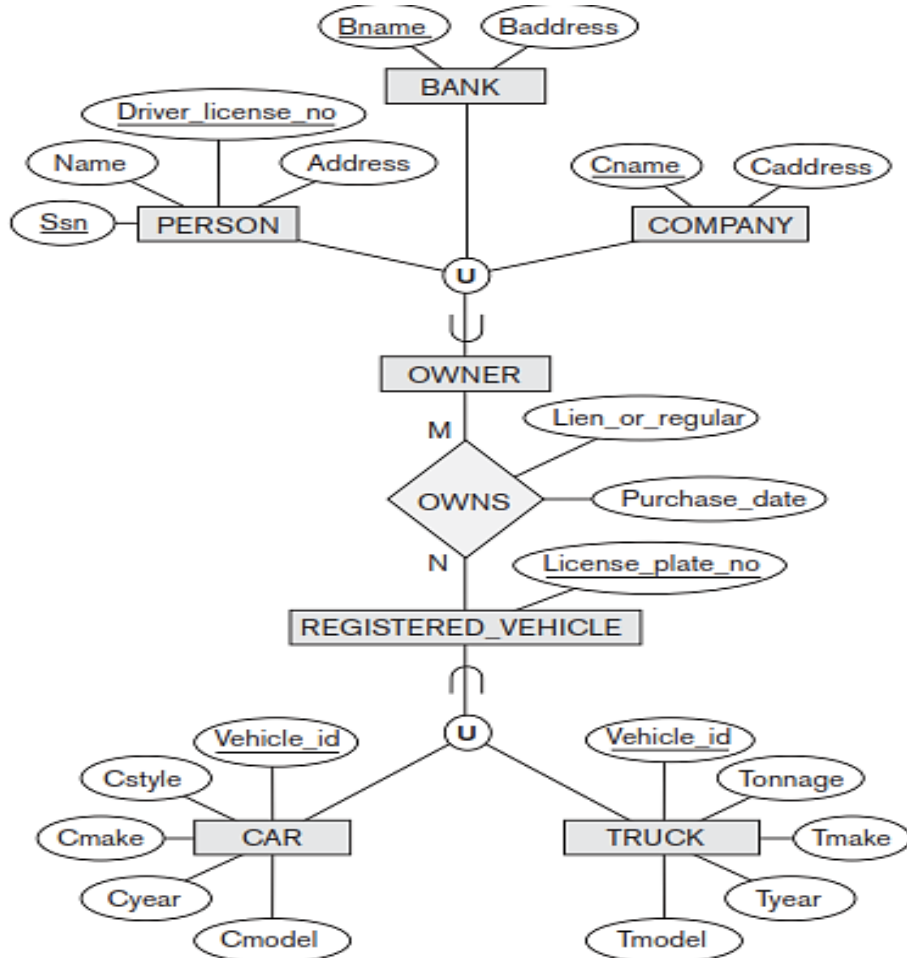 Bname Baddress
BANK
Driver_license_no
Name Address Cname Caddress
Ssn PERSON COMPANY
U
OWNER
M Lien_or_regular
OWNS Purchase_date
N License_plate_no
REGISTERED_VEHICLE
U
Vehicle_id Vehicle_id
Cstyle Tonnage
Cmake CAR TRUCK Tmake
Cyear Tyear
Cmodel Tmodel